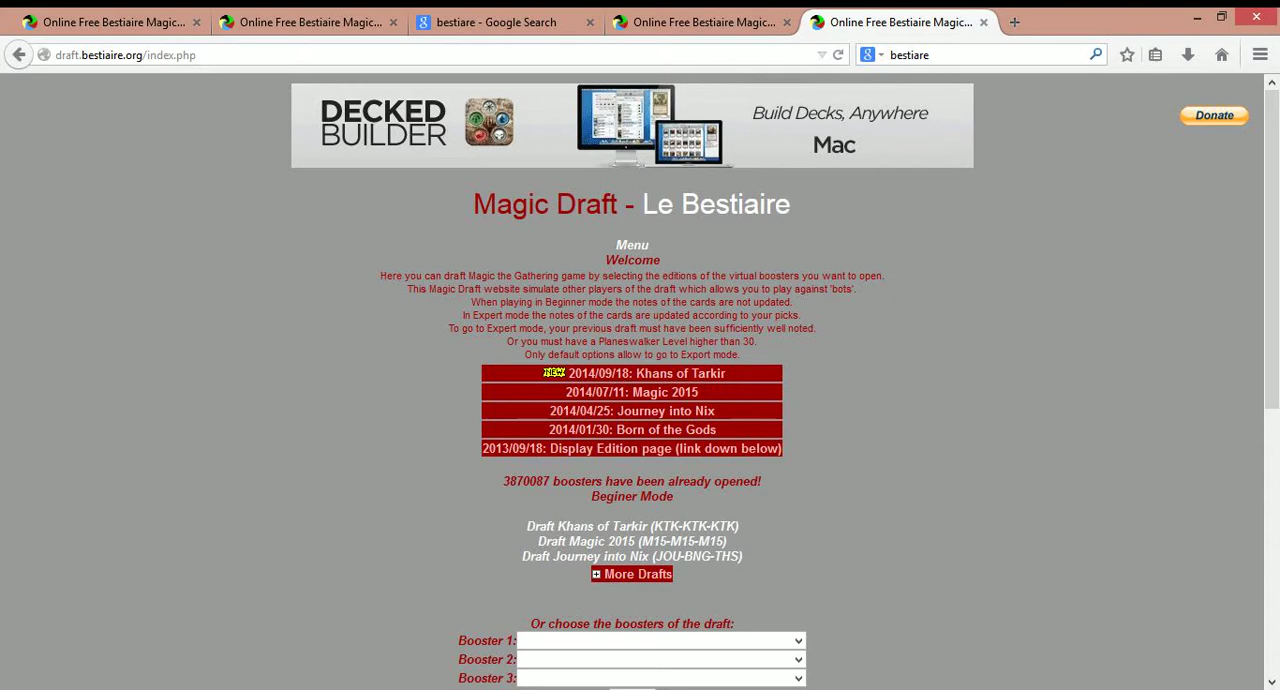 Online Free Bestiaire Magic...
Online Free Bestiaire Magic...
bestiare - Google Search
Online Free Bestiaire Magic...
Online Free Bestiaire Magic...
draft.bestiaire.org/index.php
bestiare
DECKED
BUILDER
Build Decks, Anywhere
Mac
Donate
Magic Draft - Le Bestiaire
Menu
Welcome
Here you can draft Magic the Gathering game by selecting the editions of the virtual boosters you want to open.
This Magic Draft website simulate other players of the draft which allows you to play against 'bots'.
When playing in Beginner mode the notes of the cards are not updated.
In Expert mode the notes of the cards are updated according to your picks.
To go to Expert mode, your previous draft must have been sufficiently well noted.
Or you must have a Planeswalker Level higher than 30.
Only default options allow to go to Export mode.
NEW 2014/09/18: Khans of Tarkir
2014/07/11: Magic 2015
2014/04/25: Journey into Nix
2014/01/30: Born of the Gods
2013/09/18: Display Edition page (link down below)
3870087 boosters have been already opened!
Beginer Mode
Draft Khans of Tarkir (KTK-KTK-KTK)
Draft Magic 2015 (M15-M15-M15)
Draft Journey into Nix (JOU-BNG-THS)
More Drafts
Or choose the boosters of the draft:
Booster 1:
Booster 2:
Booster 3: